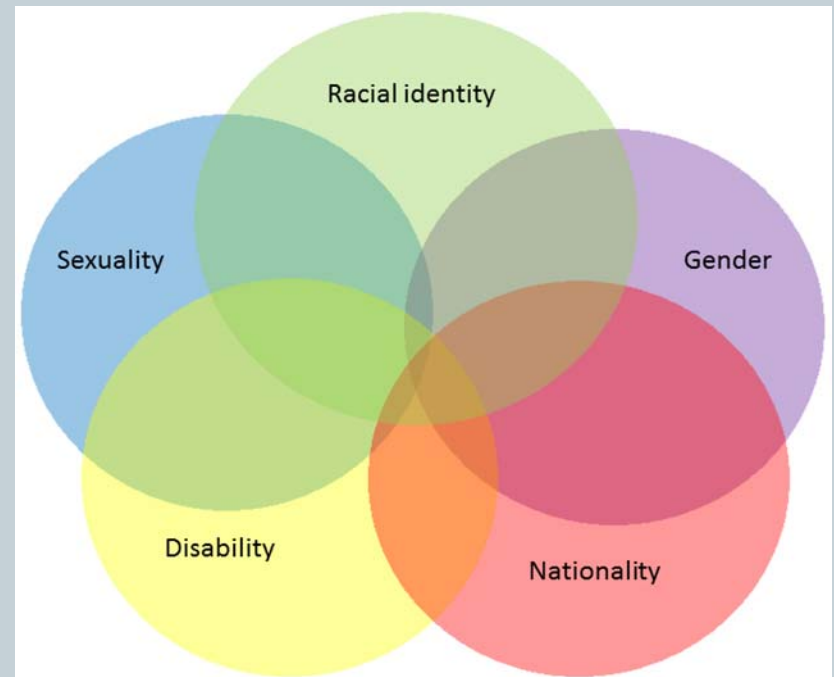 Racial identity
Sexuality
Gender
Disability
Nationality